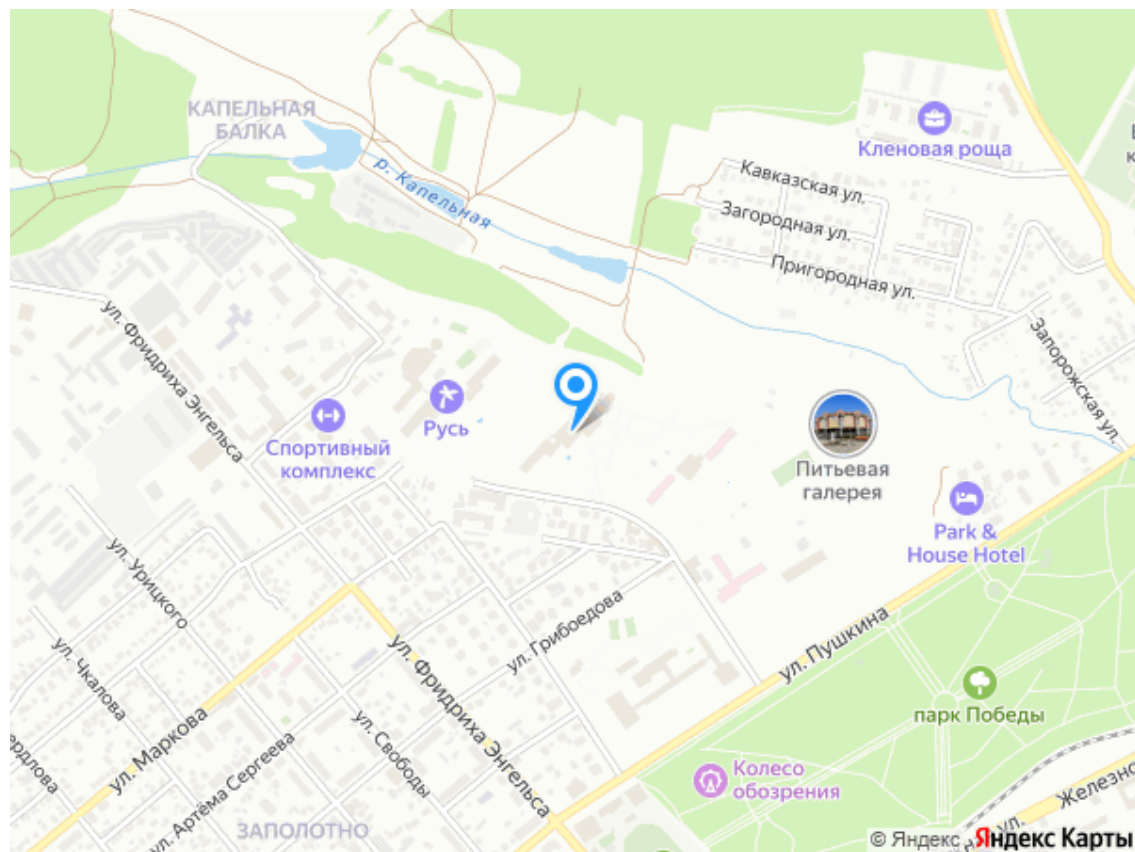 КАПЕЛЬНАЯ
БАЛКА
р. Капельная
Кленовая роща
Кавказская ул.
Загородная ул.
Пригородная ул.
Запорожская ул.
ул. Фридриха Энгельса
Русь
Спортивный
комплекс
Питьевая
галерея
Park &
House Hotel
ул. Урицкого
ул. Чкалова
ул. Грибоедова
ул. Пушкина
ул. Фридриха Энгельса
парк Победы
ул. Маркова
ул. Свободы
ул. Артёма Сергеева
Колесо
обозрения
ЗАПОЛОТНО
© Яндекс Яндекс Карты